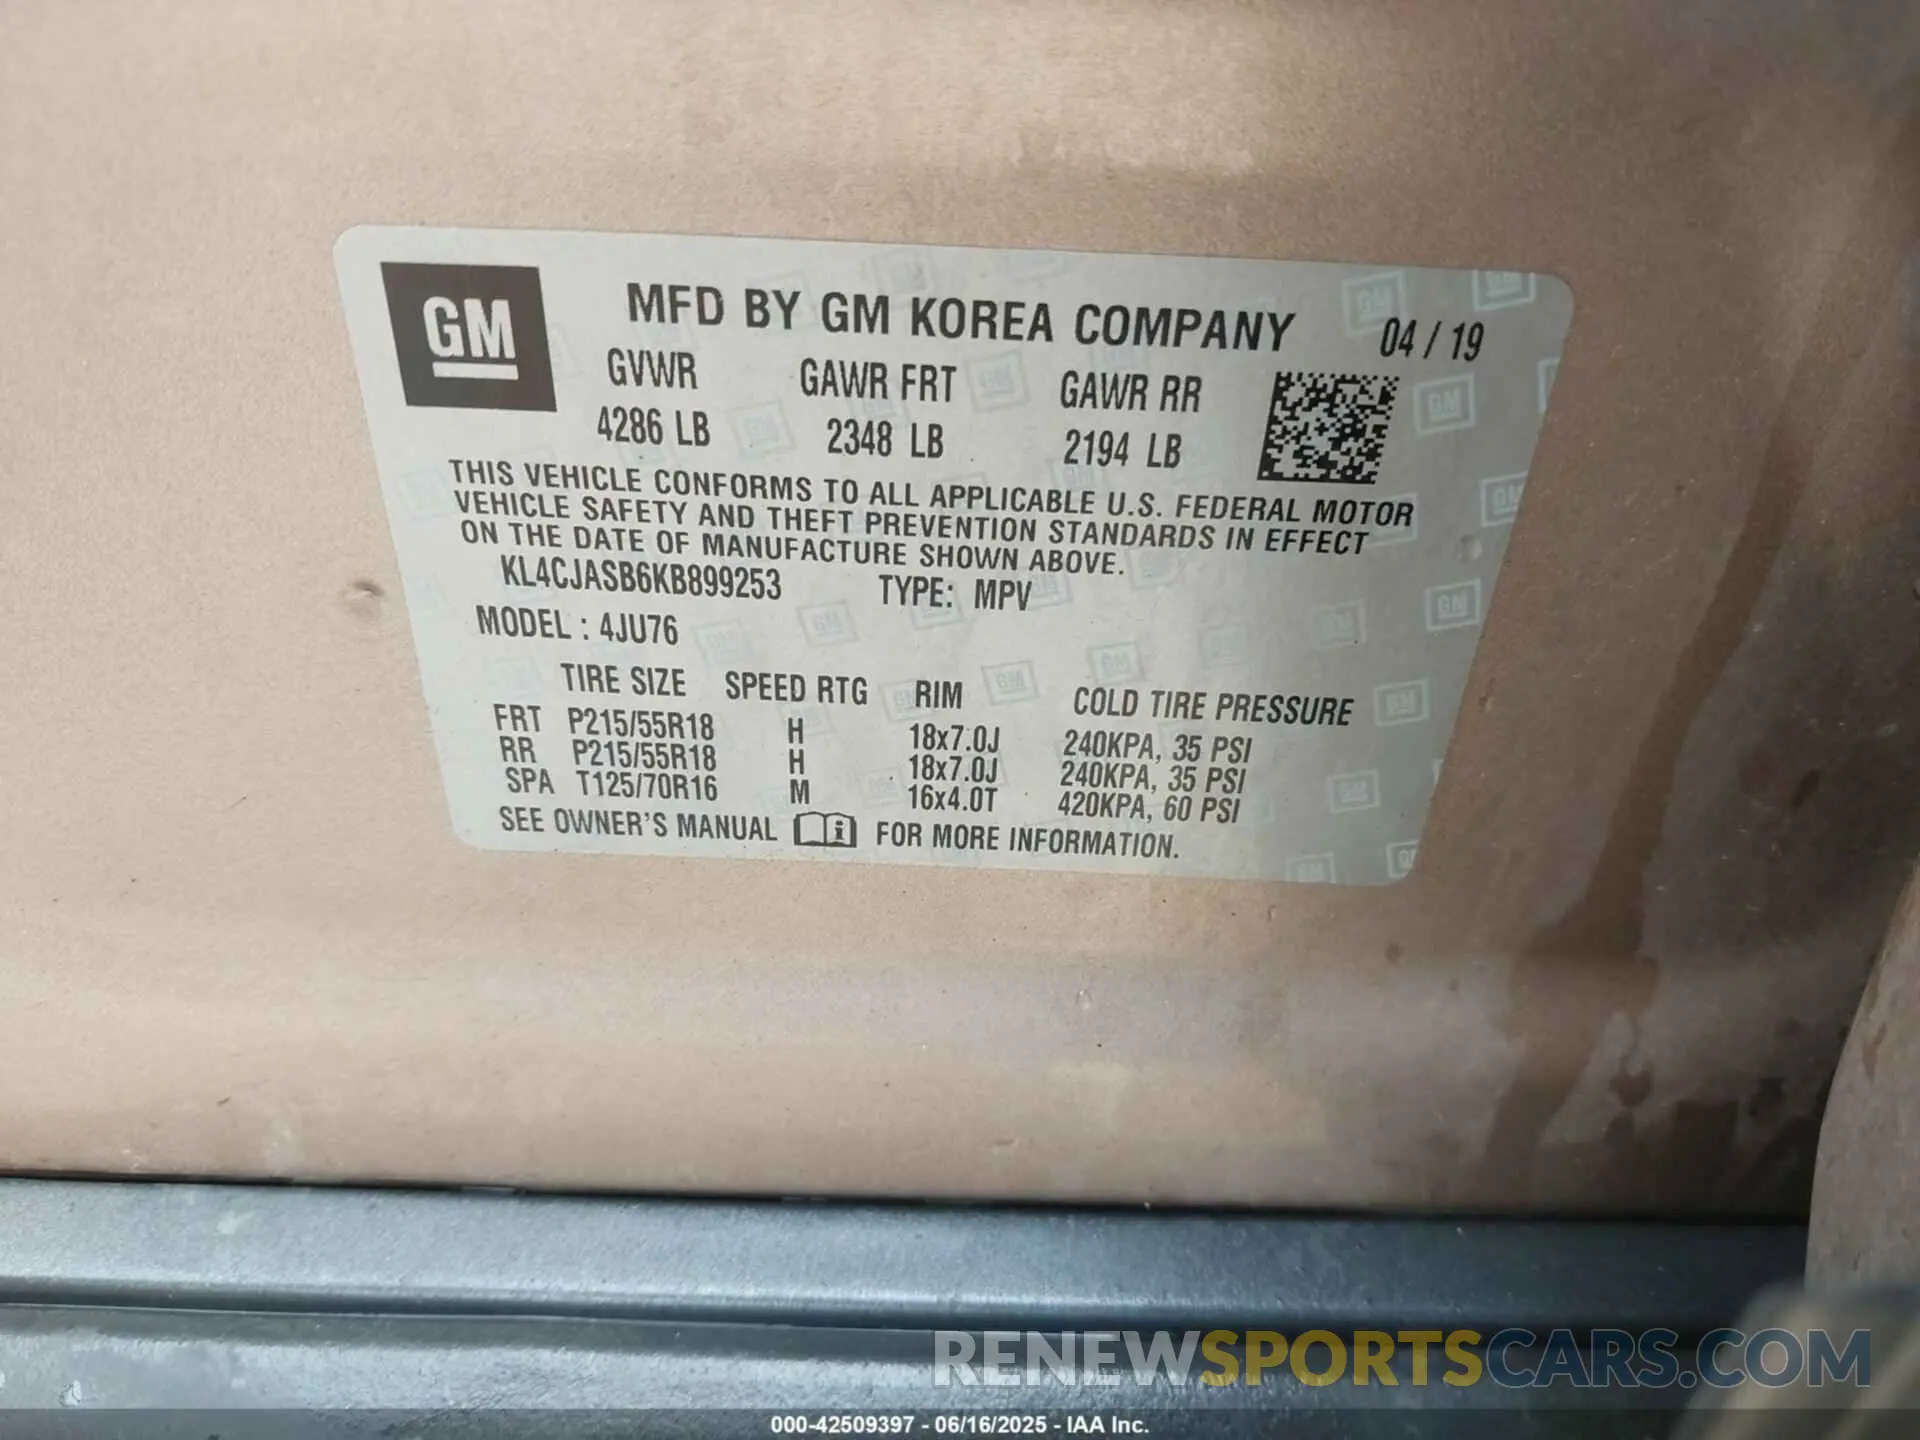 GM
MFD BY GM KOREA COMPANY 04 / 19
GVWR GAWR FRT GAWR RR
4286 LB 2348 LB 2194 LB
THIS VEHICLE CONFORMS TO ALL APPLICABLE U.S. FEDERAL MOTOR
VEHICLE SAFETY AND THEFT PREVENTION STANDARDS IN EFFECT
ON THE DATE OF MANUFACTURE SHOWN ABOVE.
KL4CJASB6KB899253 TYPE: MPV
MODEL : 4JU76
TIRE SIZE SPEED RTG RIM COLD TIRE PRESSURE
FRT P215/55R18 H 18x7.0J 240KPA, 35 PSI
RR P215/55R18 H 18x7.0J 240KPA, 35 PSI
SPA T125/70R16 M 16x4.0T 420KPA, 60 PSI
SEE OWNER'S MANUAL i FOR MORE INFORMATION.
RENEWSPORTSCARS.COM
000-42509397 - 06/16/2025 - IAA Inc.